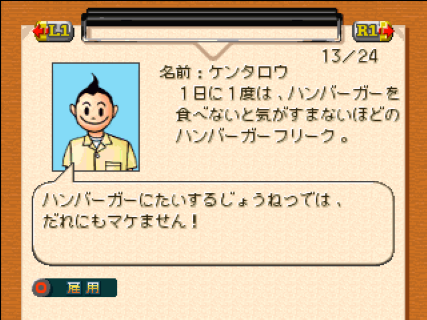 L1
R1
13/24
名前：ケンタロウ
1日に1度は、ハンバーガーを
食べないと気がすまないほどの
ハンバーガーフリーク。
ハンバーガーにたいするじょうねつでは、
だれにもマケません！
雇用